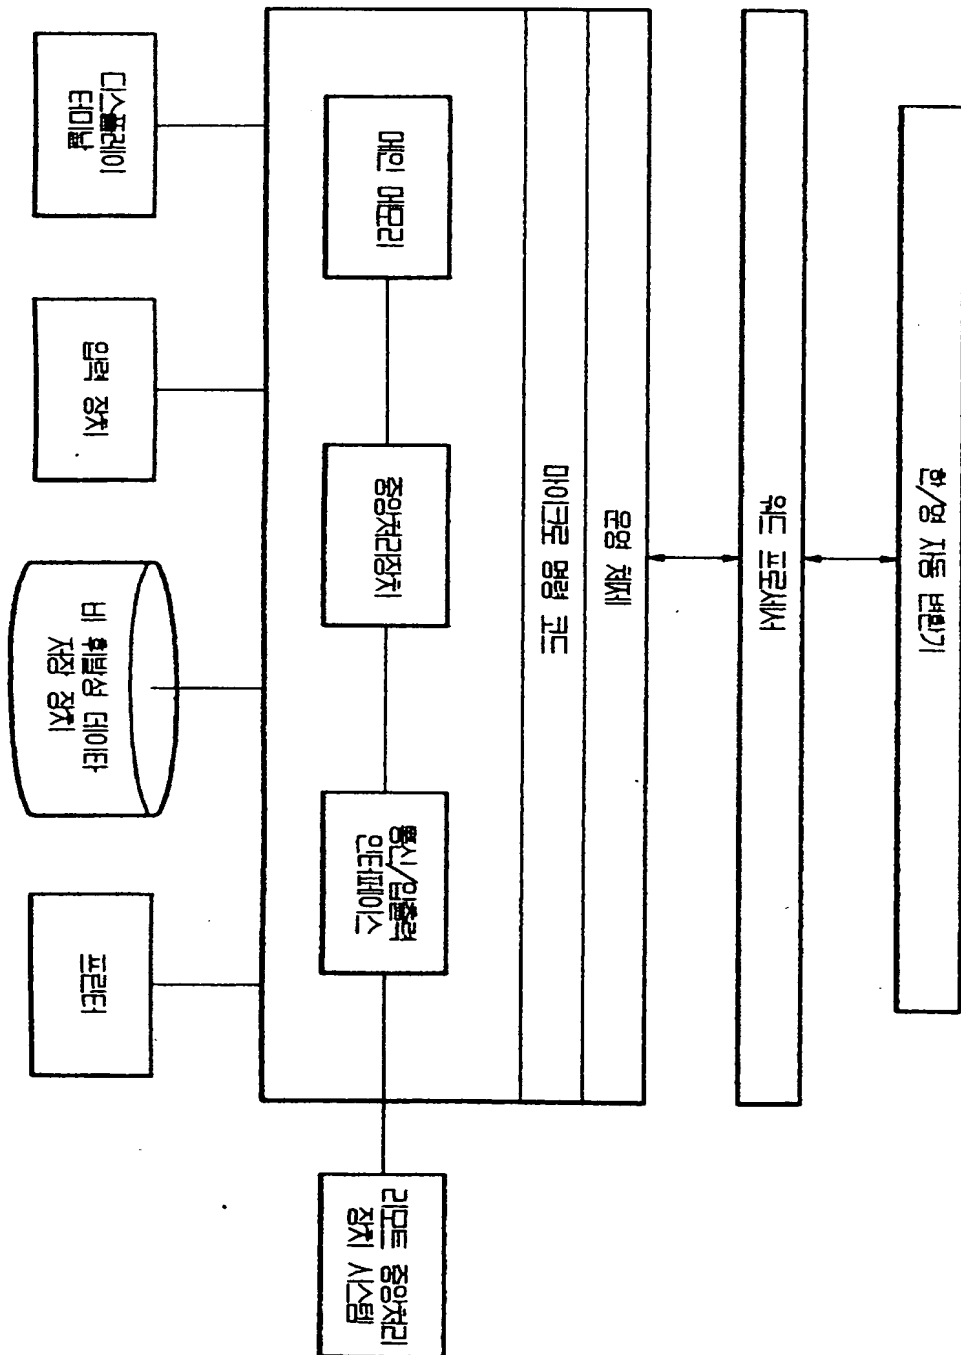 한/영 자동 변환기
워드 프로세서
운영 체제
마이크로 명령 코드
메인 메모리
중앙처리장치
통신/입출력
인터페이스
리모트 중앙처리
장치 시스템
디스플레이
터미날
입력 장치
비 휘발성 데이타
저장 장치
프린터